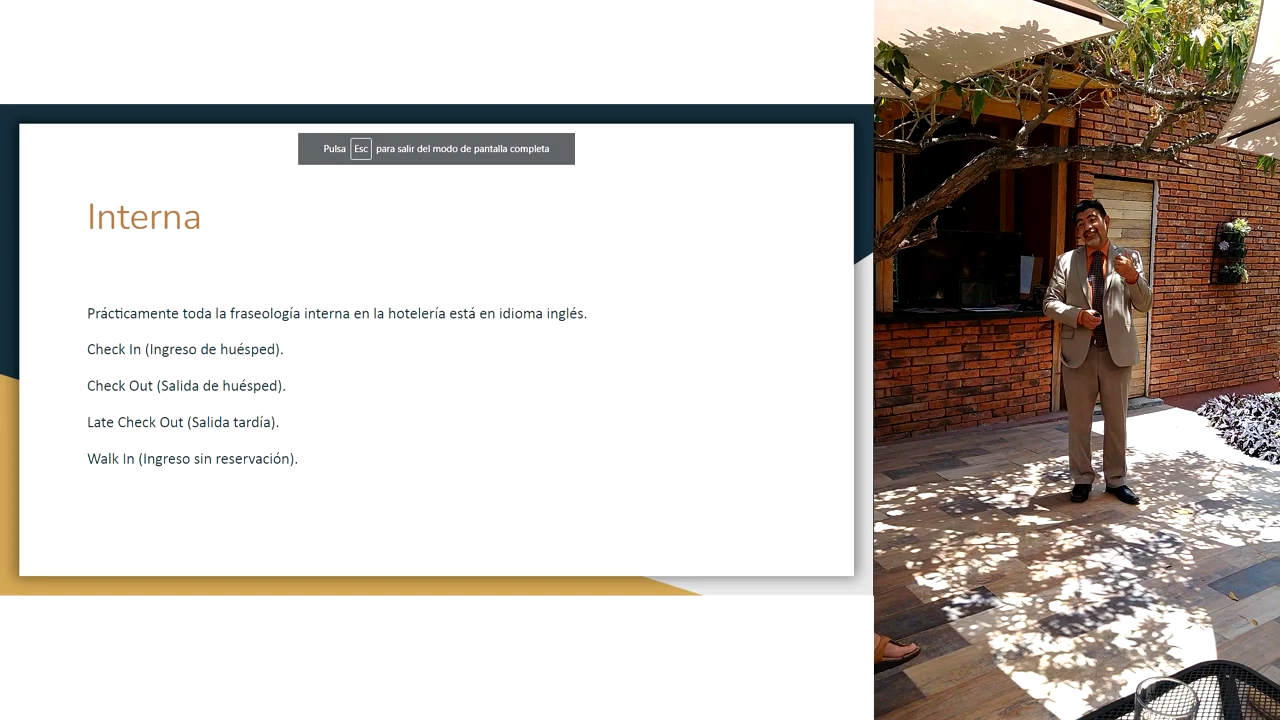 Pulsa Esc para salir del modo de pantalla completa
Interna
Prácticamente toda la fraseología interna en la hotelería está en idioma inglés.
Check In (Ingreso de huésped).
Check Out (Salida de huésped).
Late Check Out (Salida tardía).
Walk In (Ingreso sin reservación).